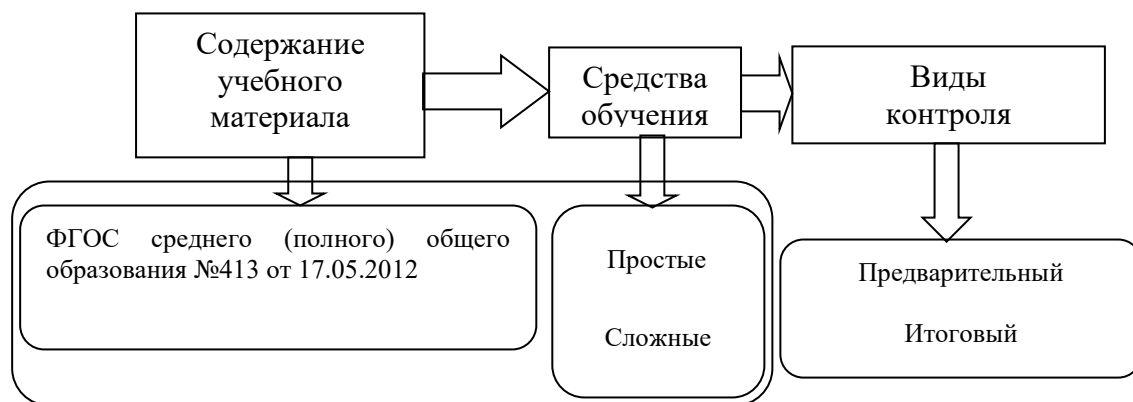 Содержание
учебного
материала
Средства
обучения
Виды
контроля
ФГОС среднего (полного) общего
образования №413 от 17.05.2012
Простые
Сложные
Предварительный
Итоговый